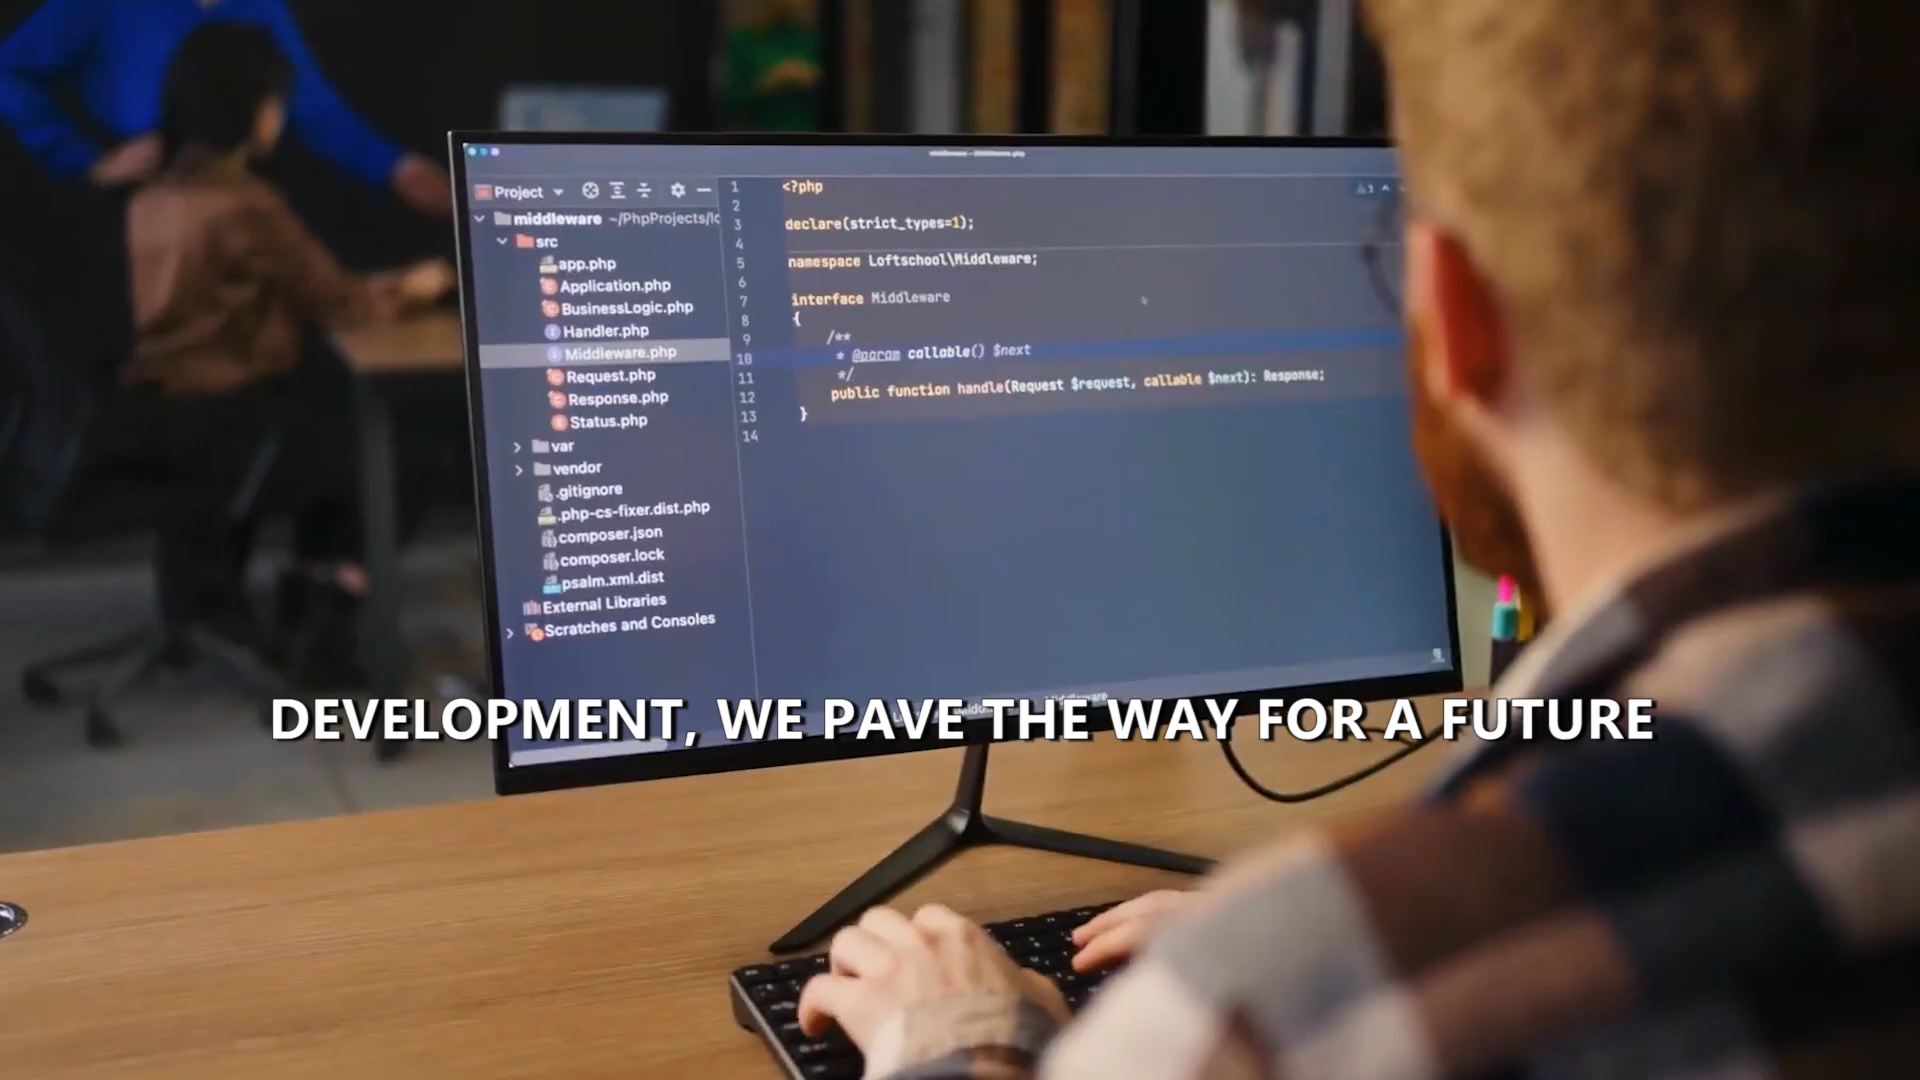 Project
middleware ~/PhpProjects/lo
src
app.php
Application.php
BusinessLogic.php
Handler.php
Middleware.php
Request.php
Response.php
Status.php
var
vendor
.gitignore
.php-cs-fixer.dist.php
composer.json
composer.lock
psalm.xml.dist
External Libraries
Scratches and Consoles
1 <?php
2
3 declare(strict_types=1);
4
5 namespace Loftschool\Middleware;
6
7 interface Middleware
8 {
9 /**
10 * @param callable() $next
11 */
12 public function handle(Request $request, callable $next): Response;
13 }
14
DEVELOPMENT, WE PAVE THE WAY FOR A FUTURE